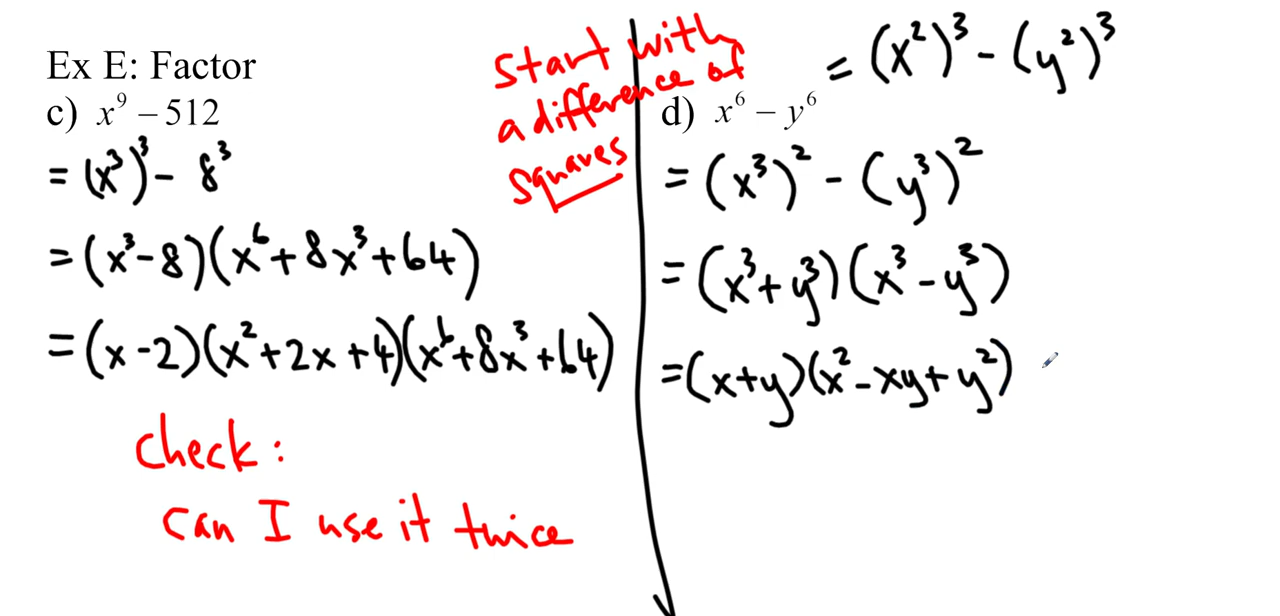 Ex E: Factor
c) x⁹ – 512
= (x³)³ - 8³
= (x³-8)(x⁶+8x³+64)
= (x-2)(x²+2x+4)(x⁶+8x³+64)
check:
can I use it twice
Start with
a difference of
squares
= (x²)³ - (y²)³
d) x⁶ – y⁶
= (x³)² - (y³)²
= (x³+y³)(x³-y³)
= (x+y)(x²-xy+y²)